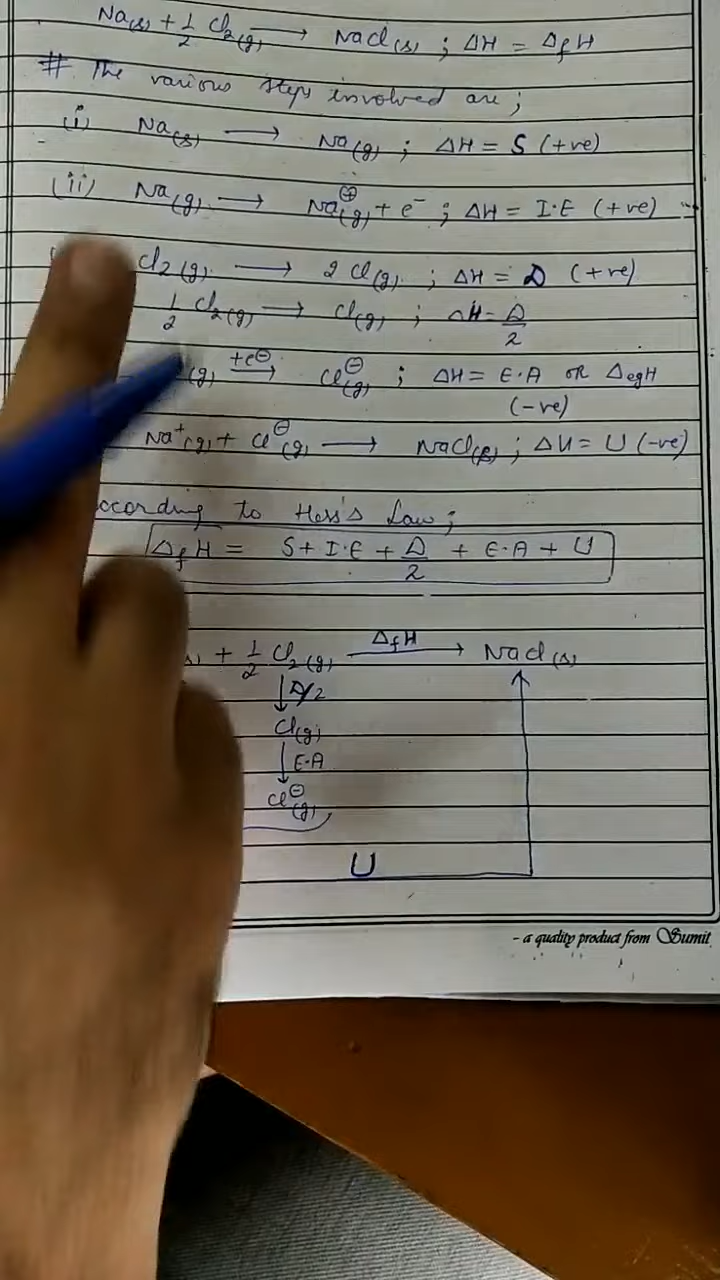 Na(s) + 1/2 Cl2(g) ⟶ NaCl(s) ; ΔH = ΔfH
# The various steps involved are ;
(i) Na(s) ⟶ Na(g) ; ΔH = S (+ve)
(ii) Na(g) ⟶ Na⊕(g) + e⁻ ; ΔH = I.E (+ve)
Cl2(g) ⟶ 2 Cl(g) ; ΔH = D (+ve)
1/2 Cl2(g) ⟶ Cl(g) ; ΔH = D/2
(g) +e⊖ ⟶ Cl⊖(g) ; ΔH = E.A OR ΔegH
(-ve)
Na⁺(g) + Cl⊖(g) ⟶ NaCl(s) ; ΔH = U (-ve)
ccording to Hess's Law ;
ΔfH = S + I.E + D/2 + E.A + U
+ 1/2 Cl2(g) ΔfH ⟶ NaCl(s)
↓ D/2
Cl(g)
↓ E.A
Cl⊖(g)
U
- a quality product from Sumit